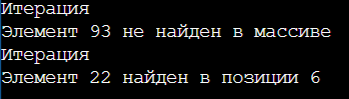 Итерация
Элемент 93 не найден в массиве
Итерация
Элемент 22 найден в позиции 6